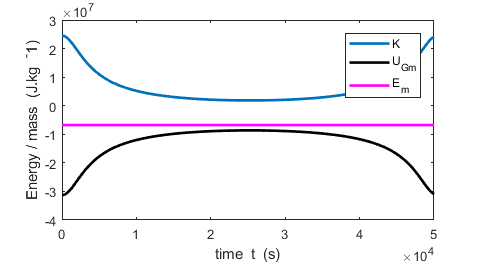 ×10⁷
3
2
1
0
-1
-2
-3
-4
Energy / mass (J.kg ‾1)
K
U_Gm
E_m
0 1 2 3 4 5
×10⁴
time t (s)